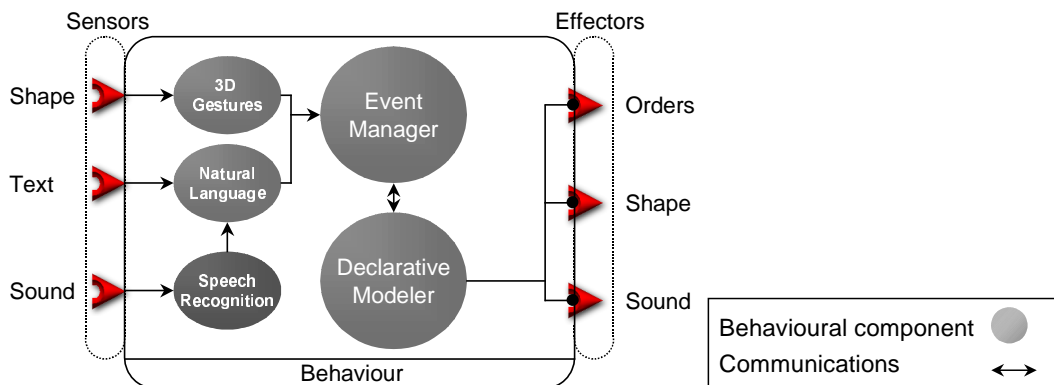 Sensors
Effectors
Shape
3D
Gestures
Event
Manager
Orders
Text
Natural
Language
Shape
Sound
Speech
Recognition
Declarative
Modeler
Sound
Behaviour
Behavioural component
Communications